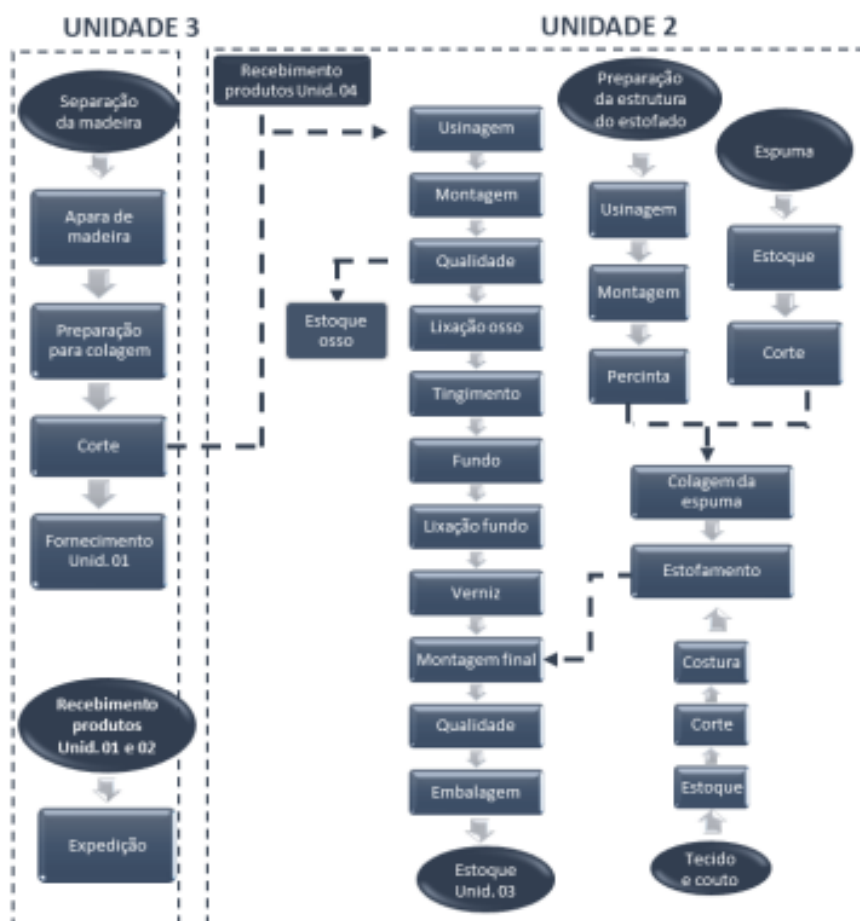 UNIDADE 3
Separação
da madeira
Apara de
madeira
Preparação
para colagem
Corte
Fornecimento
Unid. 01
Recebimento
produtos
Unid. 01 e 02
Expedição
UNIDADE 2
Recebimento
produtos Unid. 04
Usinagem
Montagem
Qualidade
Estoque
osso
Lixação osso
Tingimento
Fundo
Lixação fundo
Verniz
Montagem final
Qualidade
Embalagem
Estoque
Unid. 03
Preparação
da estrutura
do estofado
Usinagem
Montagem
Percinta
Espuma
Estoque
Corte
Colagem da
espuma
Estofamento
Costura
Corte
Estoque
Tecido
e couto